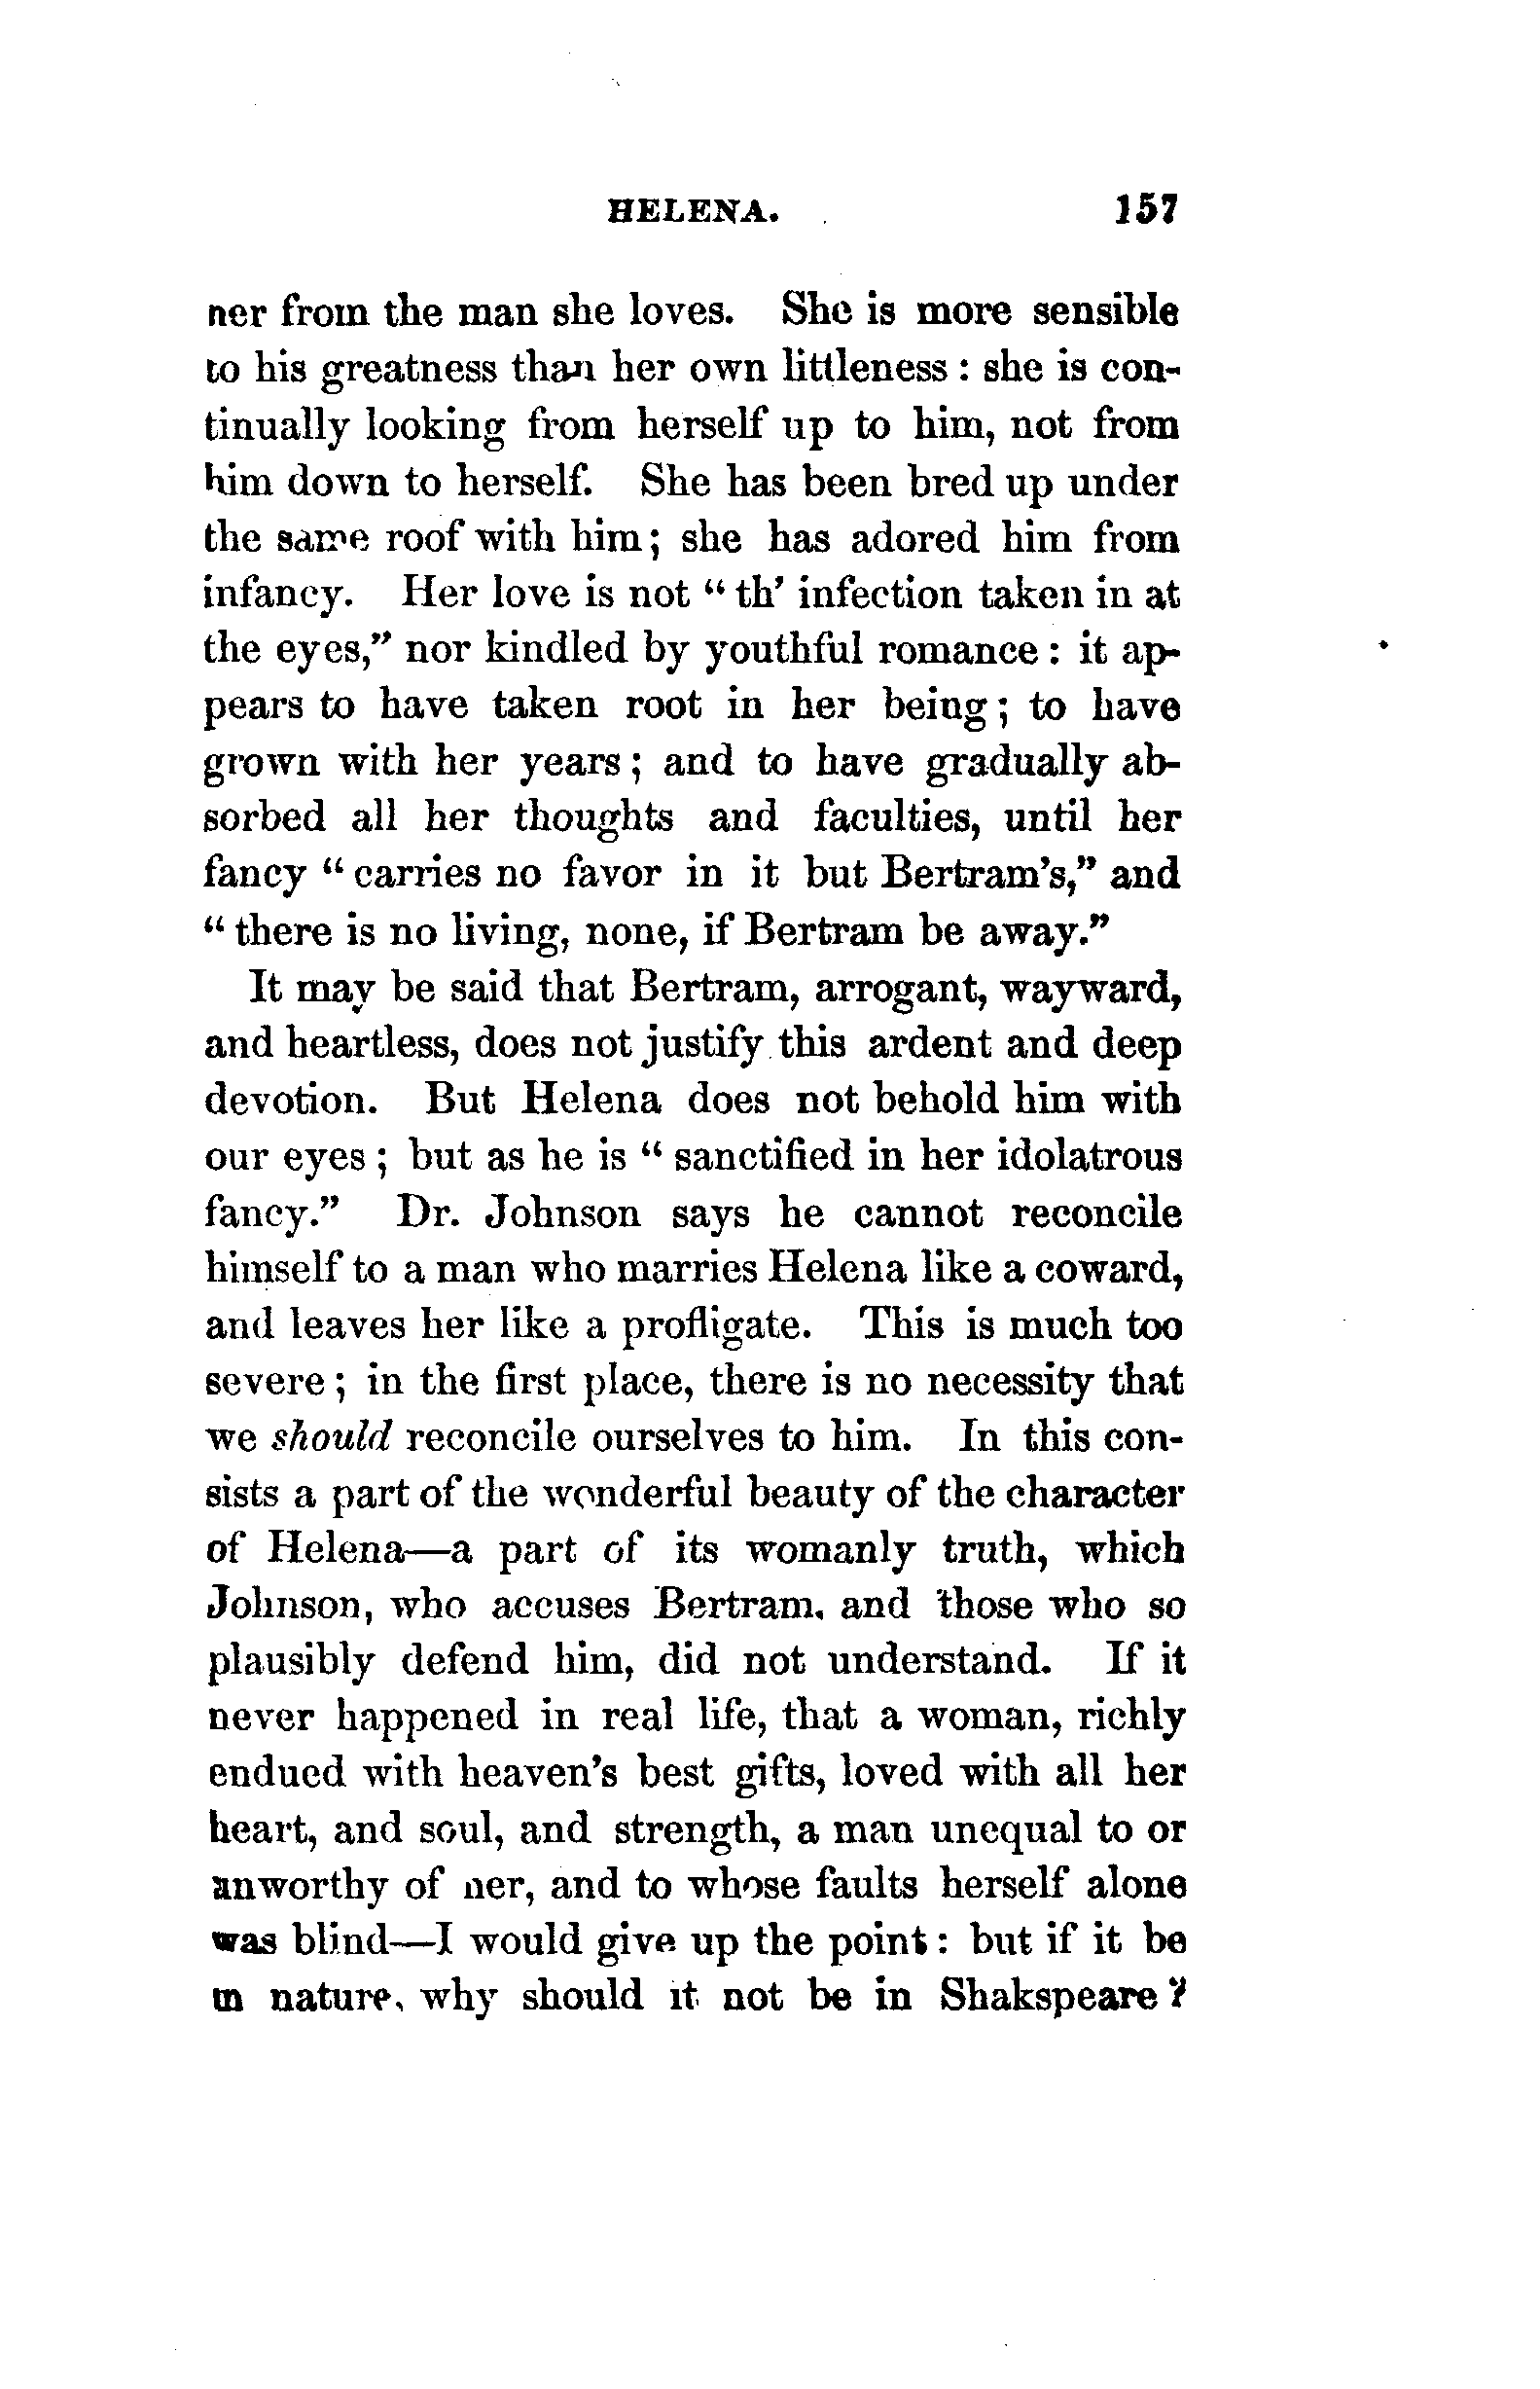 HELENA. 157
ner from the man she loves. She is more sensible
to his greatness than her own littleness : she is con-
tinually looking from herself up to him, not from
him down to herself. She has been bred up under
the same roof with him; she has adored him from
infancy. Her love is not " th' infection taken in at
the eyes," nor kindled by youthful romance : it ap-
pears to have taken root in her being; to have
grown with her years; and to have gradually ab-
sorbed all her thoughts and faculties, until her
fancy " carries no favor in it but Bertram's," and
" there is no living, none, if Bertram be away."
It may be said that Bertram, arrogant, wayward,
and heartless, does not justify this ardent and deep
devotion. But Helena does not behold him with
our eyes ; but as he is " sanctified in her idolatrous
fancy." Dr. Johnson says he cannot reconcile
himself to a man who marries Helena like a coward,
and leaves her like a profligate. This is much too
severe ; in the first place, there is no necessity that
we should reconcile ourselves to him. In this con-
sists a part of the wonderful beauty of the character
of Helena—a part of its womanly truth, which
Johnson, who accuses Bertram, and those who so
plausibly defend him, did not understand. If it
never happened in real life, that a woman, richly
endued with heaven's best gifts, loved with all her
heart, and soul, and strength, a man unequal to or
unworthy of her, and to whose faults herself alone
was blind—I would give up the point : but if it be
in nature, why should it not be in Shakspeare ?